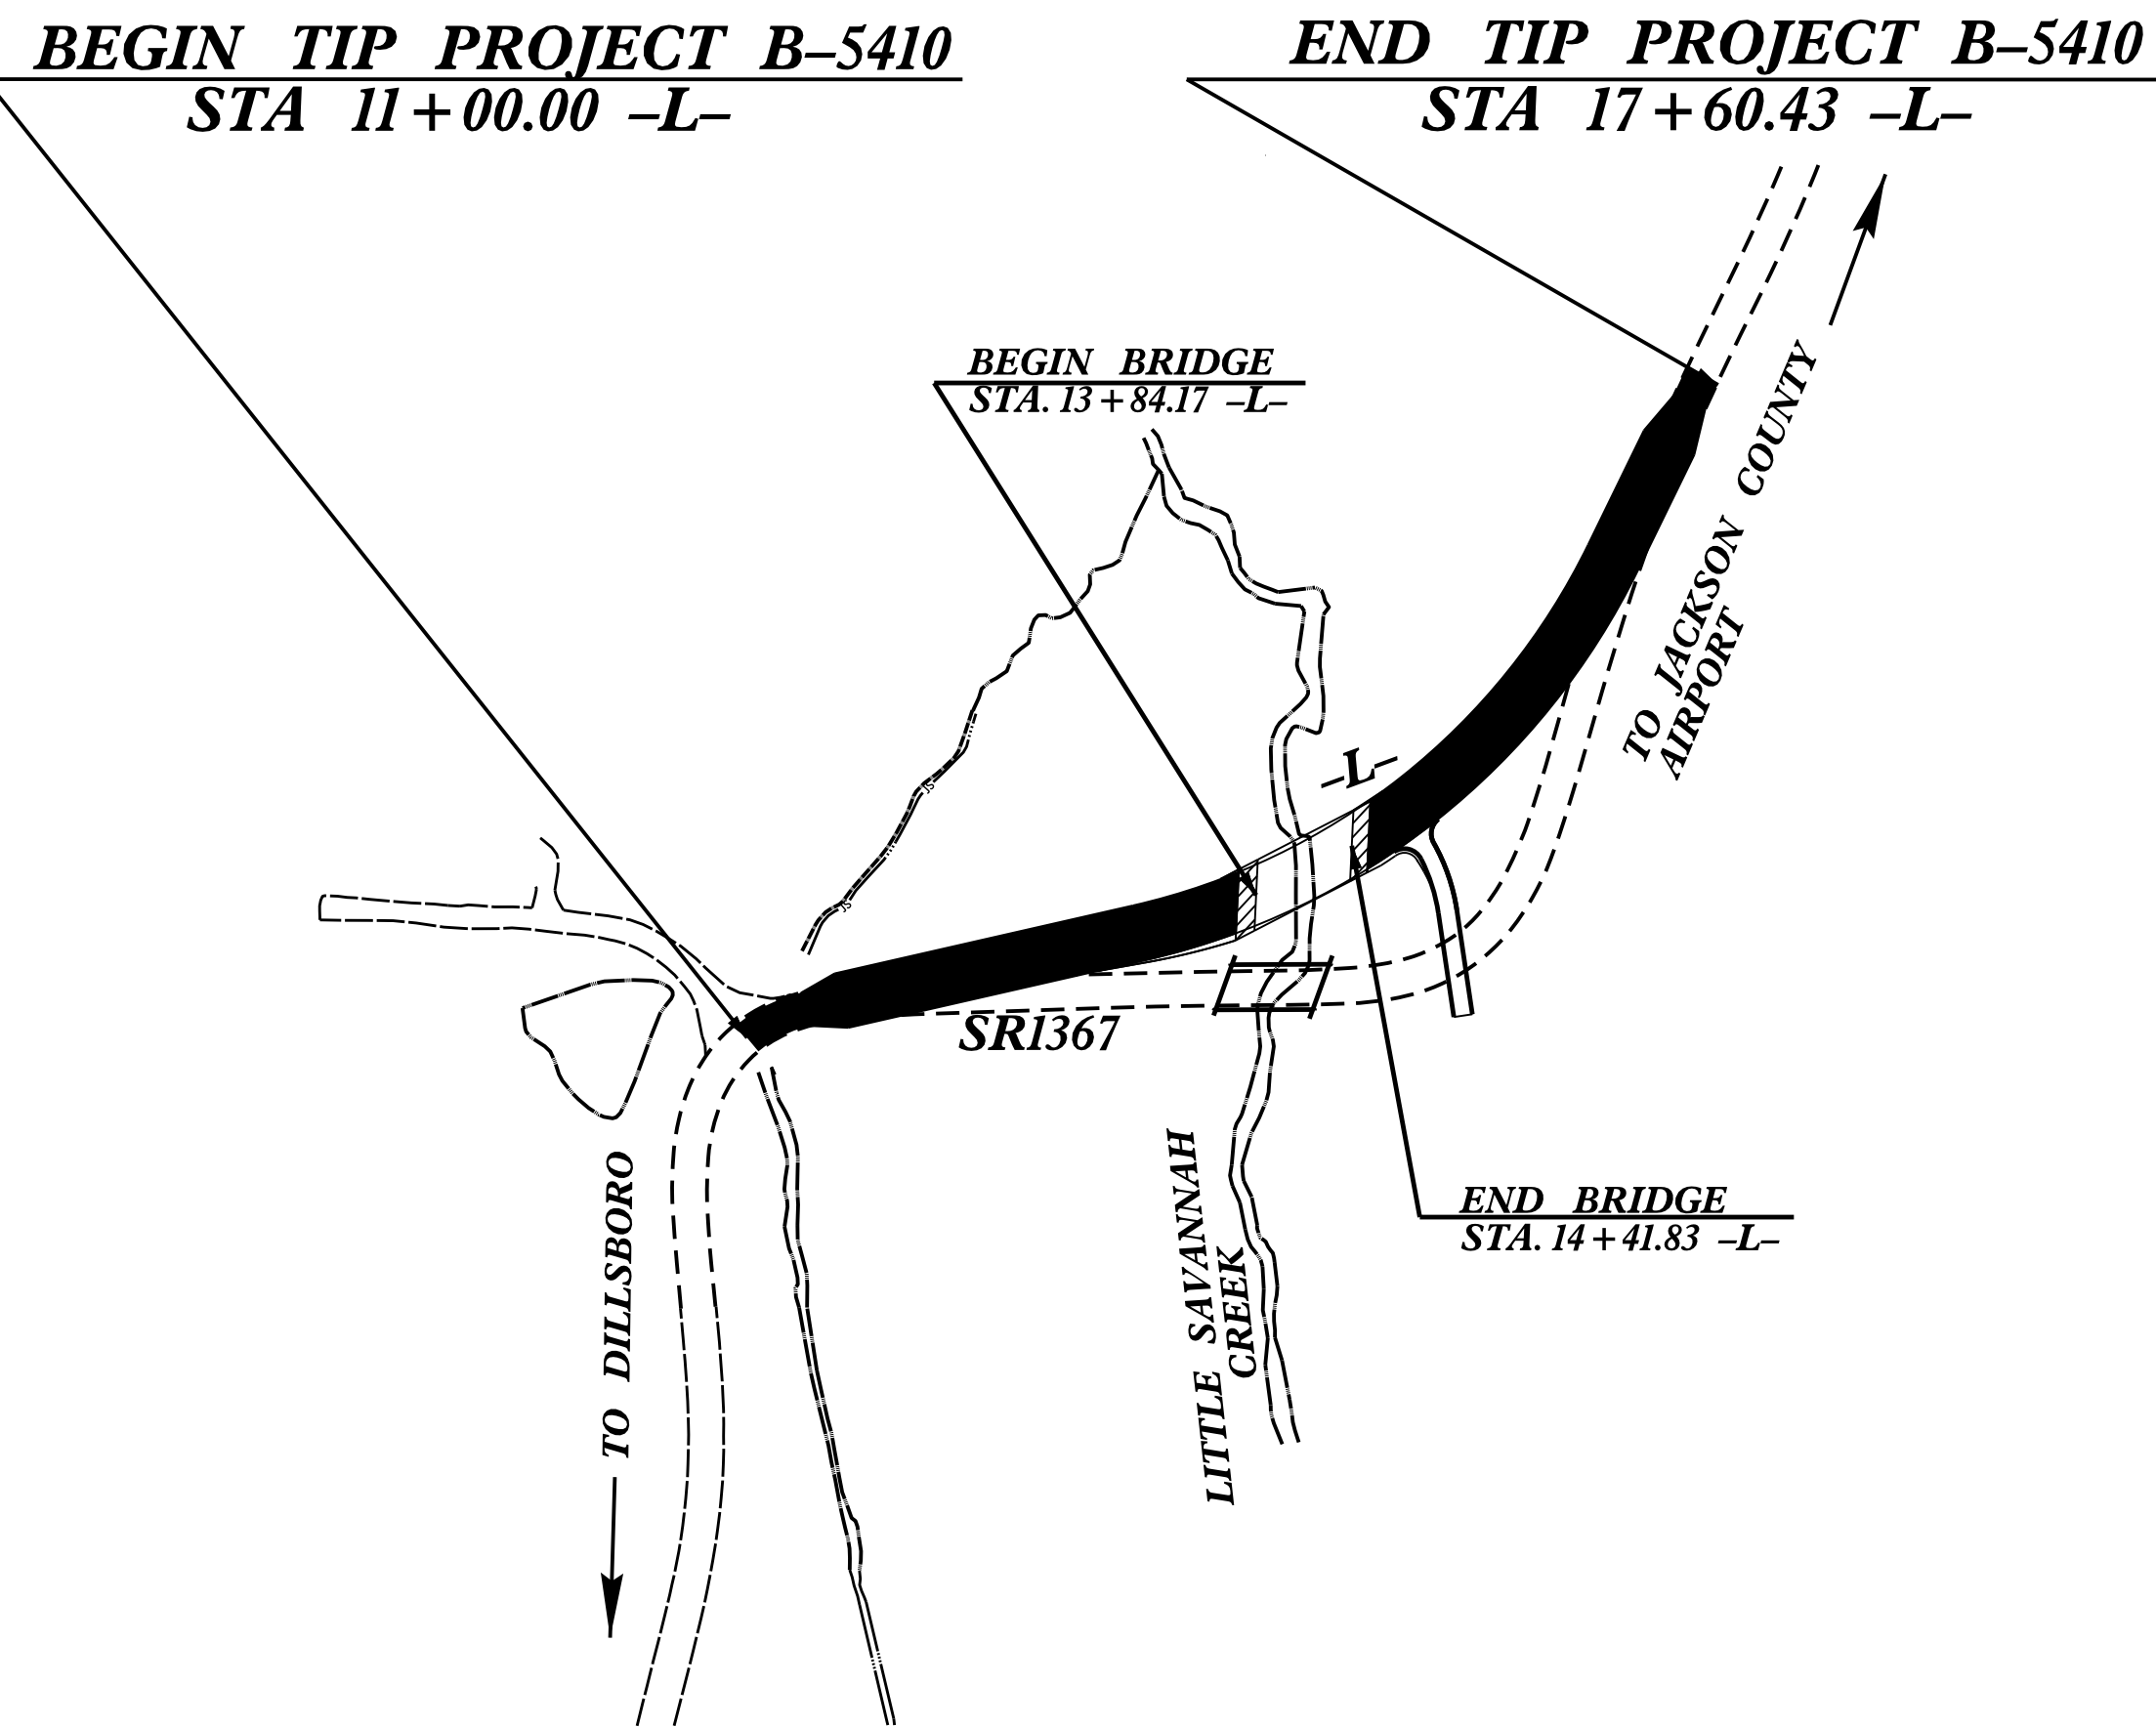 BEGIN TIP PROJECT B-5410
STA 11+00.00 -L-
END TIP PROJECT B-5410
STA 17+60.43 -L-
BEGIN BRIDGE
STA. 13+84.17 -L-
TO JACKSON COUNTY
AIRPORT
-L-
JS
JS
SR1367
TO DILLSBORO
LITTLE SAVANNAH
CREEK
END BRIDGE
STA. 14+41.83 -L-